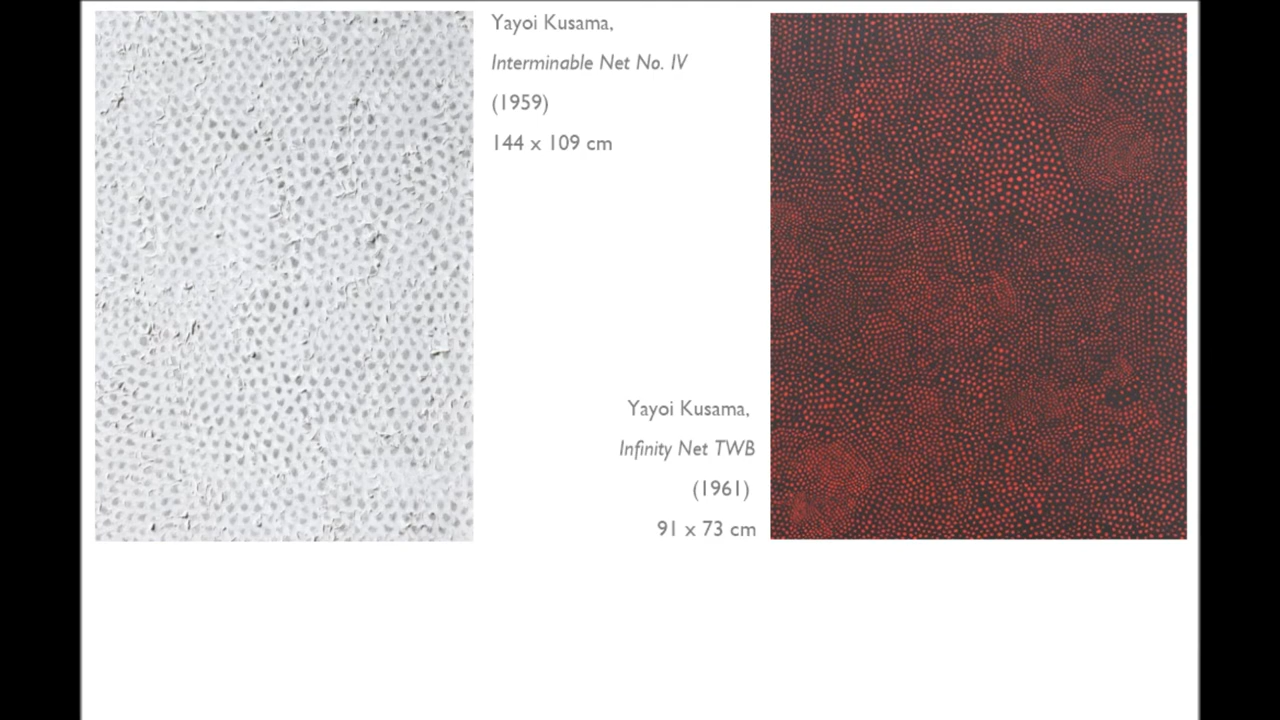 Yayoi Kusama,
Interminable Net No. IV
(1959)
144 x 109 cm
Yayoi Kusama,
Infinity Net TWB
(1961)
91 x 73 cm